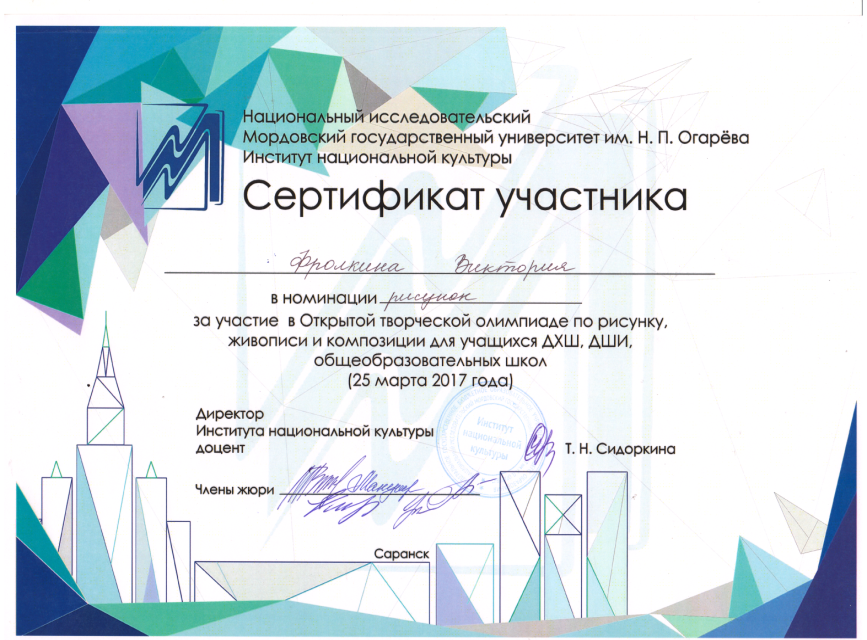 Национальный исследовательский
Мордовский государственный университет им. Н. П. Огарёва
Институт национальной культуры
Сертификат участника
Фролкина Виктория
в номинации рисунок
за участие в Открытой творческой олимпиаде по рисунку,
живописи и композиции для учащихся ДХШ, ДШИ,
общеобразовательных школ
(25 марта 2017 года)
Директор
Института национальной культуры
доцент
Т. Н. Сидоркина
Институт
национальной
культуры
Члены жюри
Саранск